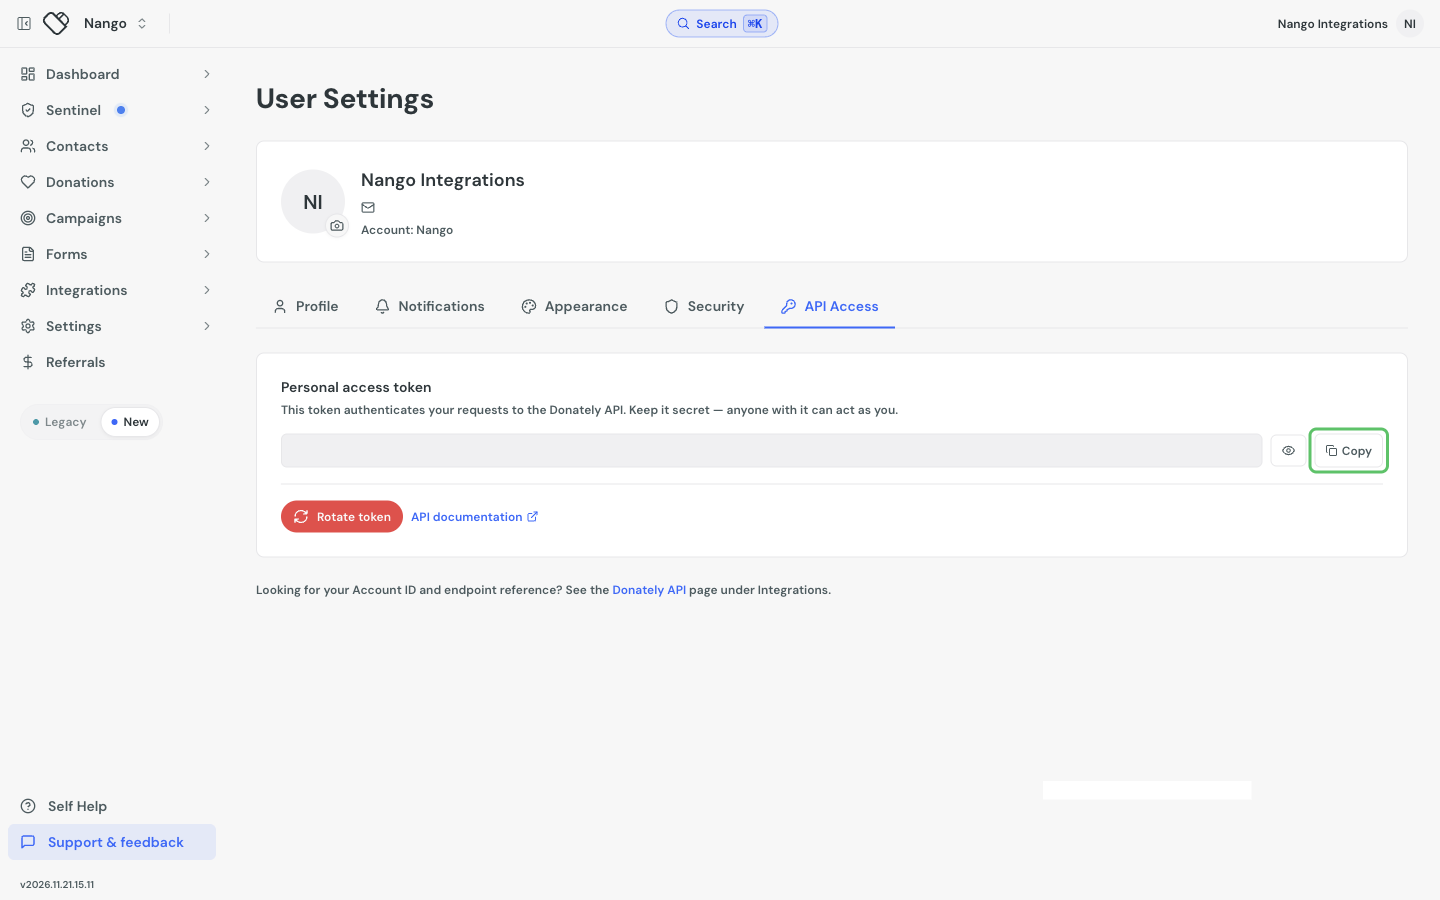 Nango
Search ⌘K
Nango Integrations NI
Dashboard
Sentinel
Contacts
Donations
Campaigns
Forms
Integrations
Settings
Referrals
Legacy New
Self Help
Support & feedback
v2026.11.21.15.11
User Settings
NI
Nango Integrations
Account: Nango
Profile Notifications Appearance Security API Access
Personal access token
This token authenticates your requests to the Donately API. Keep it secret — anyone with it can act as you.
Copy
Rotate token API documentation
Looking for your Account ID and endpoint reference? See the Donately API page under Integrations.